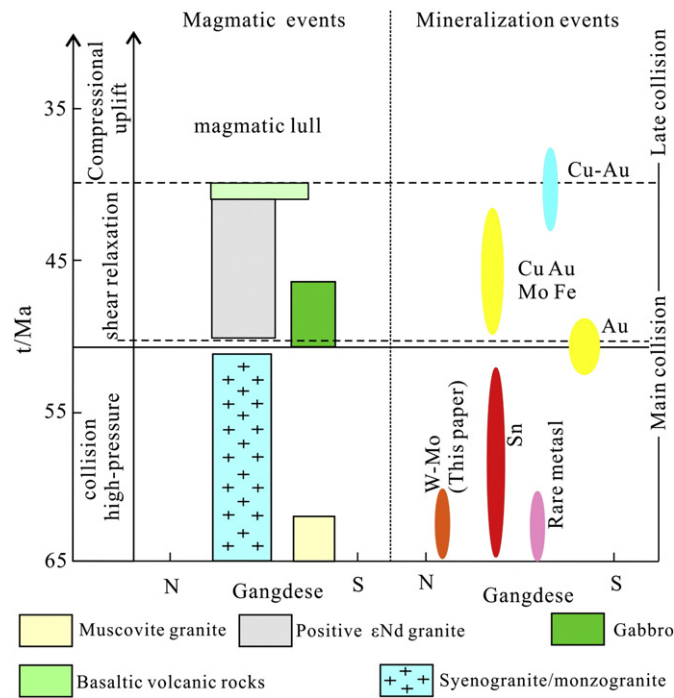 Magmatic events
Mineralization events
Compressional
uplift
Late collision
35
magmatic lull
Cu-Au
shear relaxation
45
Cu Au
Mo Fe
t/Ma
Au
Main collision
55
collision
high-pressure
W-Mo
(This paper)
Sn
Rare metasl
65
N
Gangdese
S
N
Gangdese
S
Muscovite granite
Positive εNd granite
Gabbro
Basaltic volcanic rocks
Syenogranite/monzogranite